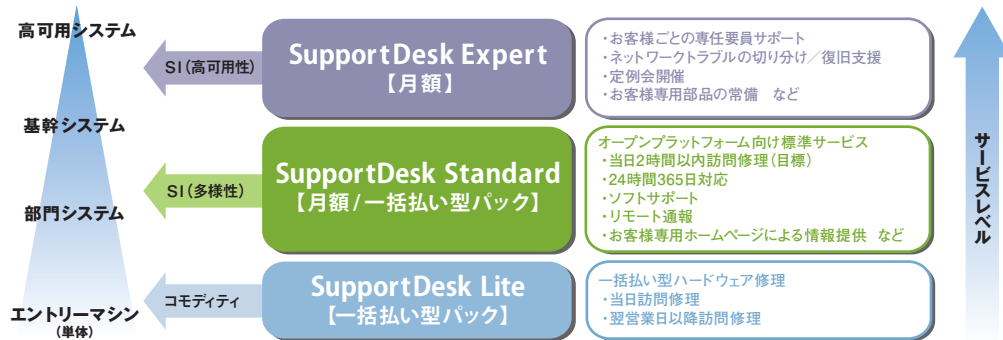 高可用システム
基幹システム
部門システム
エントリーマシン
(単体)
SI(高可用性)
SI(多様性)
コモディティ
SupportDesk Expert
【月額】
・お客様ごとの専任要員サポート
・ネットワークトラブルの切り分け/復旧支援
・定例会開催
・お客様専用部品の常備 など
SupportDesk Standard
【月額/一括払い型パック】
オープンプラットフォーム向け標準サービス
・当日2時間以内訪問修理(目標)
・24時間365日対応
・ソフトサポート
・リモート通報
・お客様専用ホームページによる情報提供 など
SupportDesk Lite
【一括払い型パック】
一括払い型ハードウェア修理
・当日訪問修理
・翌営業日以降訪問修理
サービスレベル